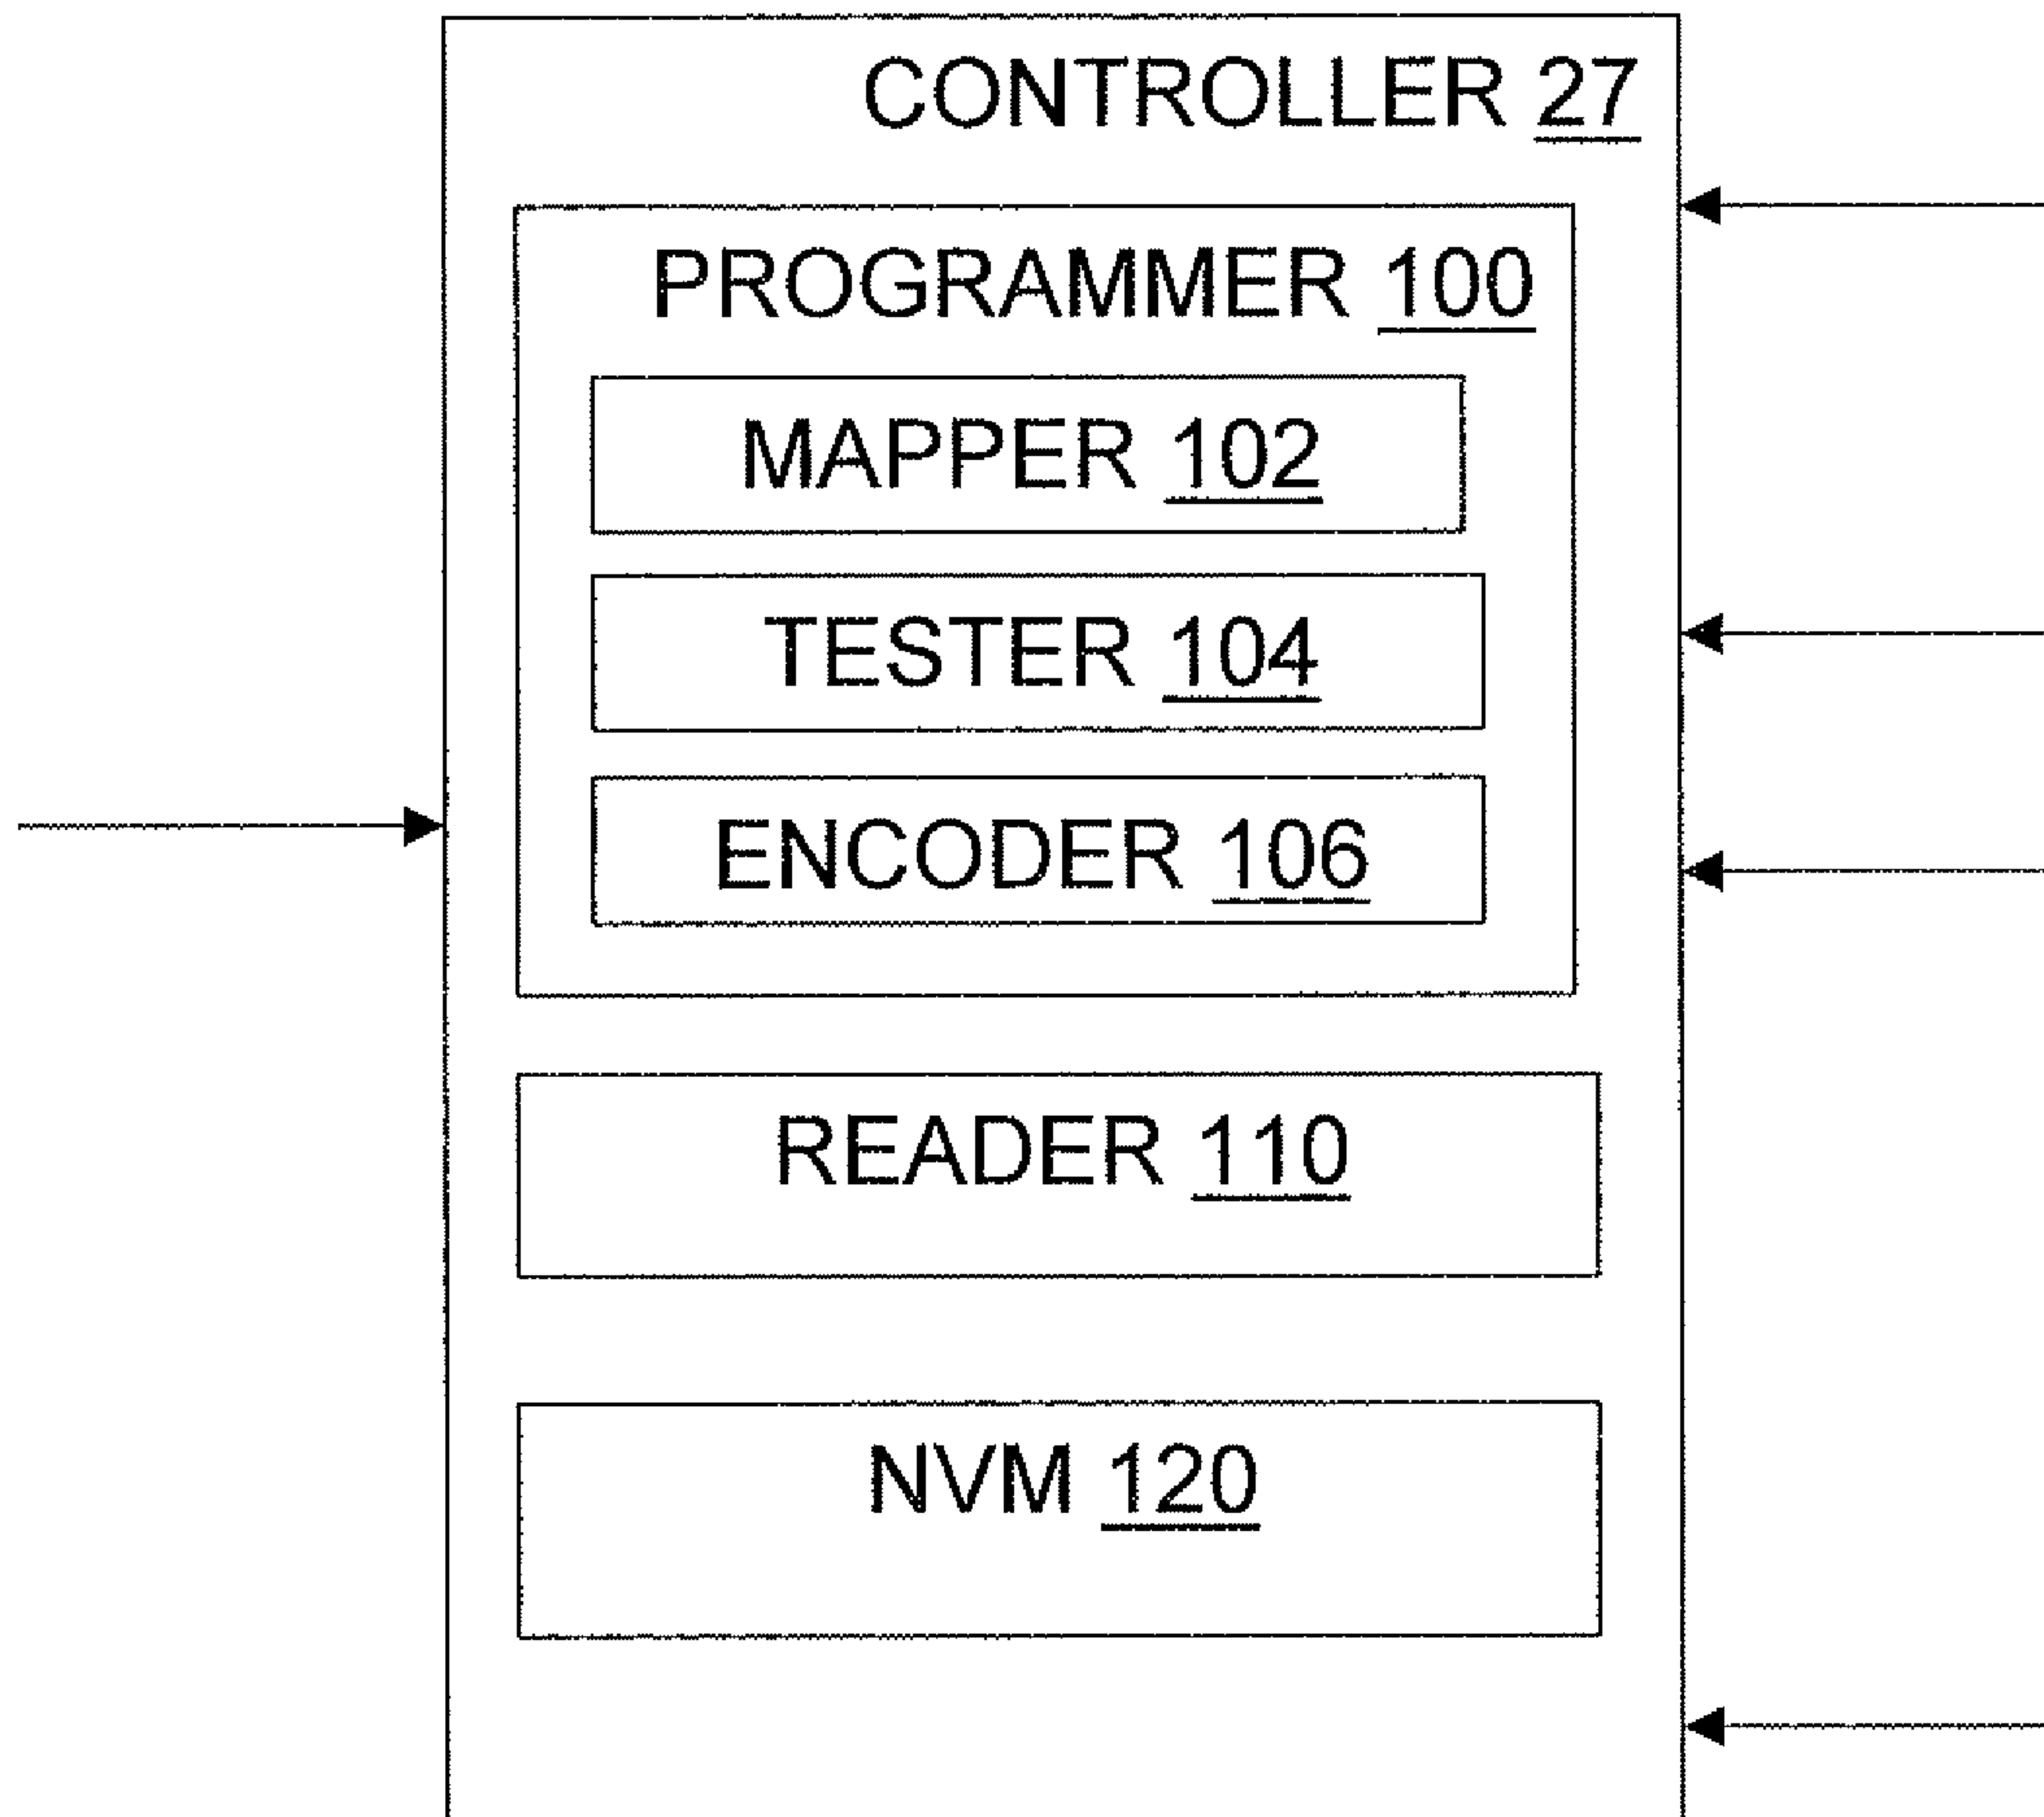 CONTROLLER 27
PROGRAMMER 100
MAPPER 102
TESTER 104
ENCODER 106
READER 110
NVM 120